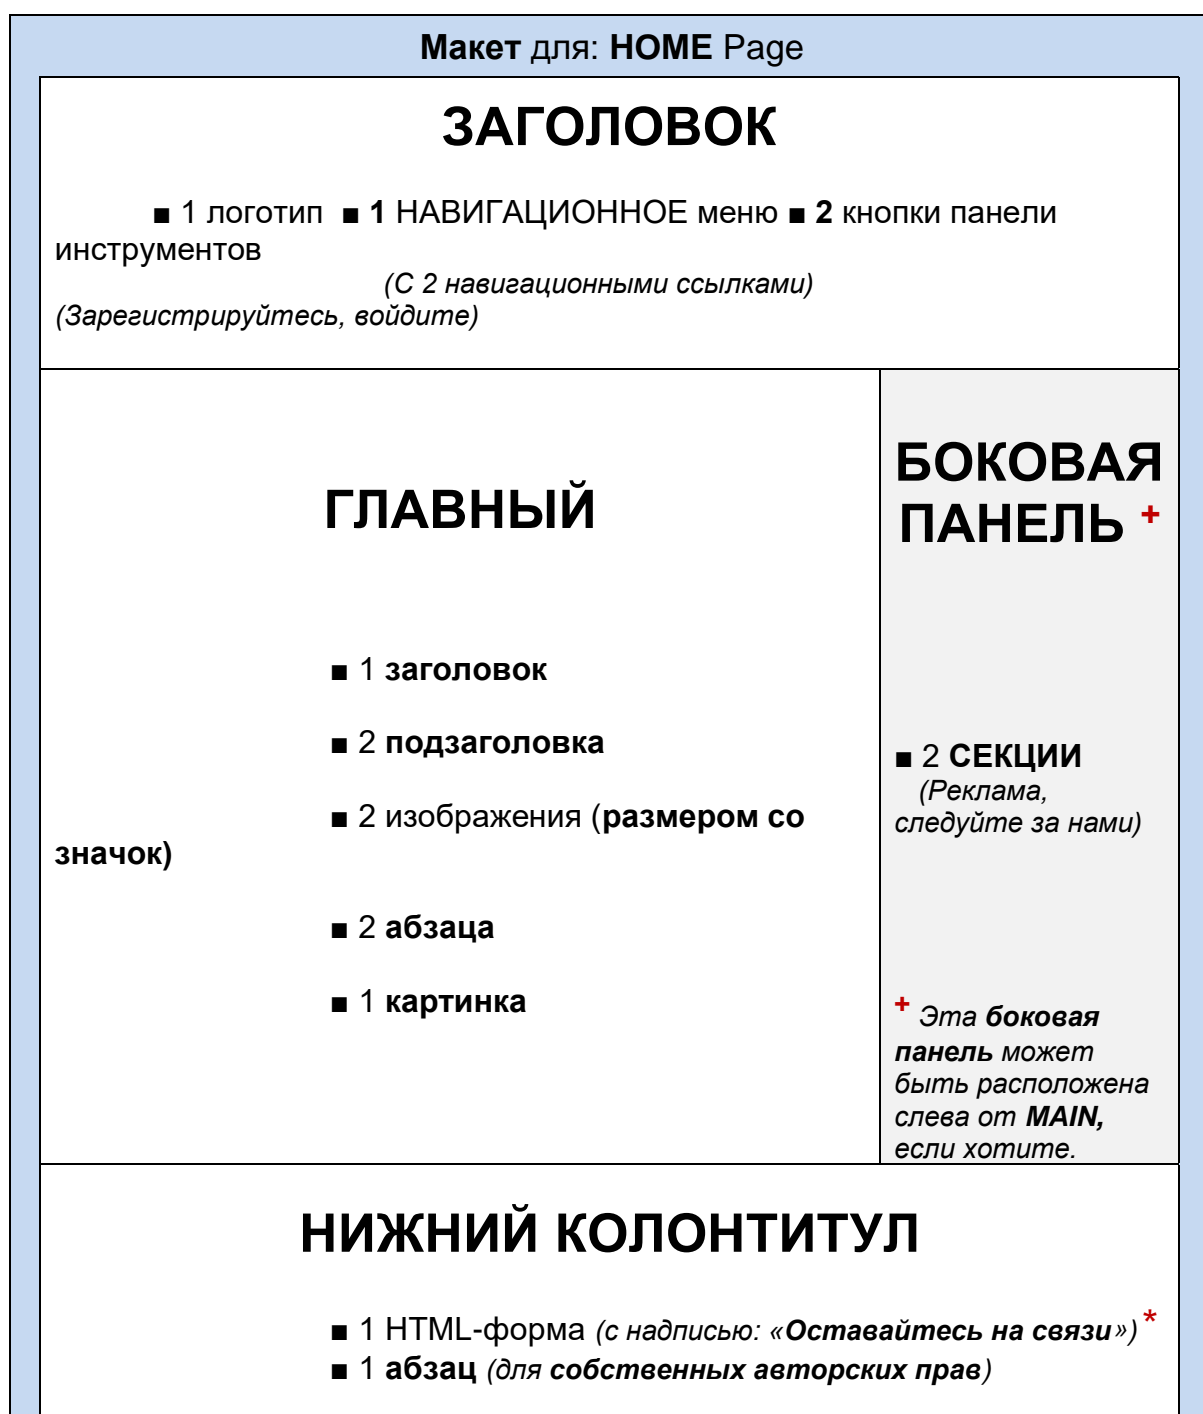 Макет для: HOME Page
ЗАГОЛОВОК
■ 1 логотип ■ 1 НАВИГАЦИОННОЕ меню ■ 2 кнопки панели
инструментов
(С 2 навигационными ссылками)
(Зарегистрируйтесь, войдите)
ГЛАВНЫЙ
■ 1 заголовок
■ 2 подзаголовка
■ 2 изображения (размером со
значок)
■ 2 абзаца
■ 1 картинка
БОКОВАЯ
ПАНЕЛЬ +
■ 2 СЕКЦИИ
(Реклама,
следуйте за нами)
+ Эта боковая
панель может
быть расположена
слева от MAIN,
если хотите.
НИЖНИЙ КОЛОНТИТУЛ
■ 1 HTML-форма (с надписью: «Оставайтесь на связи») *
■ 1 абзац (для собственных авторских прав)